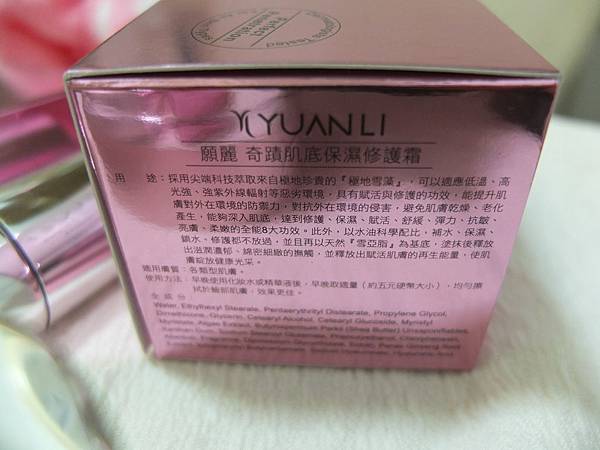 Perfect
YUANLI
願麗 奇蹟肌底保濕修護霜
用 途：採用尖端科技萃取來自極地珍貴的『極地雪藻』，可以適應低溫、高
光強、強紫外線輻射等惡劣環境，具有賦活與修護的功效，能提升肌
膚對外在環境的防禦力，對抗外在環境的侵害，避免肌膚乾燥、老化
產生，能夠深入肌底，達到修護、保濕、賦活、舒緩、彈力、抗皺、
亮膚、柔嫩的全能8大功效。此外，以水油科學配比，補水、保濕、
鎖水、修護都不放過，並且再以天然『雪亞脂』為基底，塗抹後釋放
出滋潤濃郁、綿密細緻的撫觸，並釋放出賦活肌膚的再生能量，使肌
膚綻放健康光采。
適用膚質：各類型肌膚。
使用方法：早晚使用化妝水或精華液後，早晚取適量（約五元硬幣大小），均勻擦
拭於臉部肌膚，效果更佳。
全 成 分
Water, Ethylhexyl Stearate, Pentaerythrityl Distearate, Propylene Glycol,
Dimethicone, Glycerin, Cetearyl Alcohol, Cetearyl Glucoside, Myristyl
Myristate, Algae Extract, Butyrospermum Parkii (Shea Butter) Unsaponifiables,